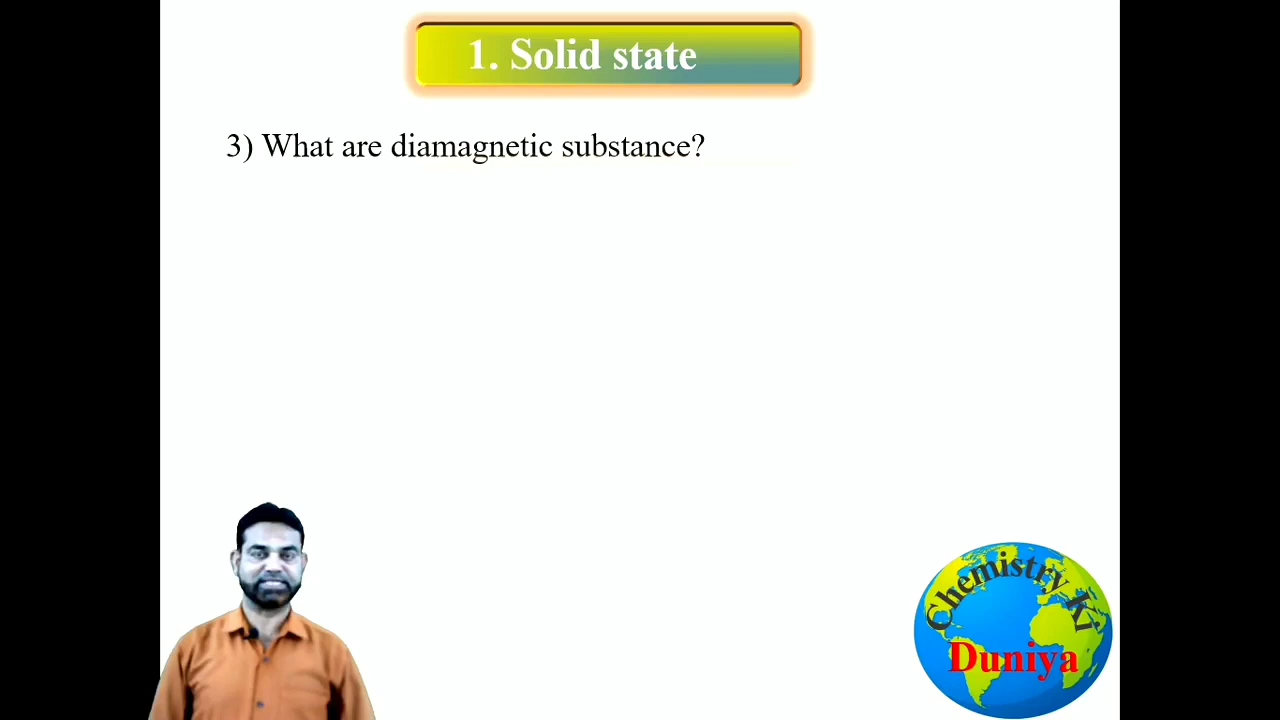 1. Solid state
3) What are diamagnetic substance?
Chemistry Ki
Duniya